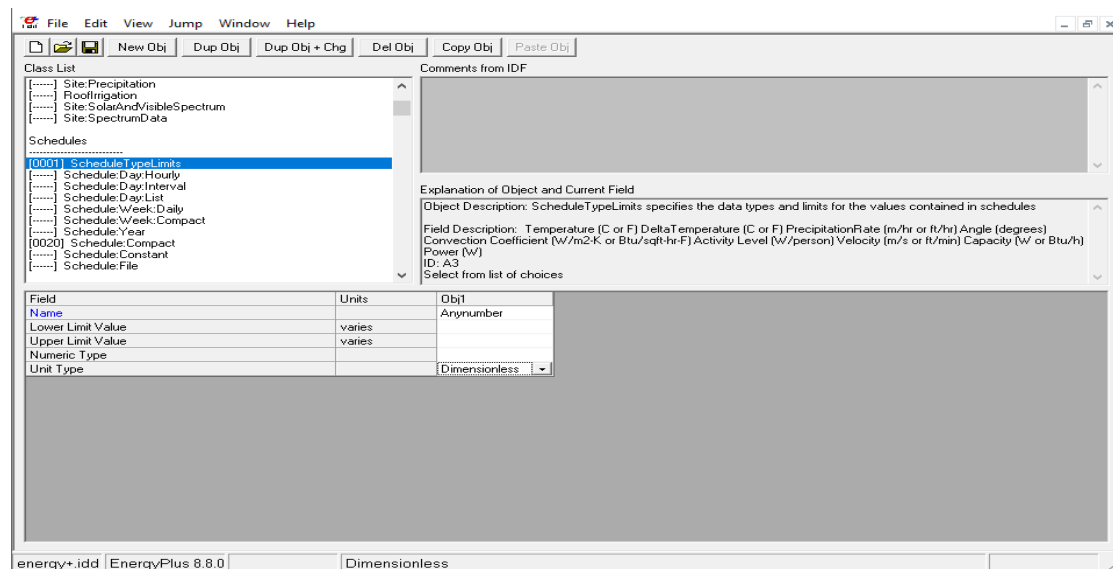 File Edit View Jump Window Help
New Obj Dup Obj Dup Obj + Chg Del Obj Copy Obj Paste Obj
Class List
[------] Site:Precipitation
[------] RoofIrrigation
[------] Site:SolarAndVisibleSpectrum
[------] Site:SpectrumData
Schedules
--------------------------
[0001] ScheduleTypeLimits
[------] Schedule:Day:Hourly
[------] Schedule:Day:Interval
[------] Schedule:Day:List
[------] Schedule:Week:Daily
[------] Schedule:Week:Compact
[------] Schedule:Year
[0020] Schedule:Compact
[------] Schedule:Constant
[------] Schedule:File
Comments from IDF
Explanation of Object and Current Field
Object Description: ScheduleTypeLimits specifies the data types and limits for the values contained in schedules
Field Description: Temperature (C or F) DeltaTemperature (C or F) PrecipitationRate (m/hr or ft/hr) Angle (degrees)
Convection Coefficient (W/m2-K or Btu/sqft-hr-F) Activity Level (W/person) Velocity (m/s or ft/min) Capacity (W or Btu/h)
Power (W)
ID: A3
Select from list of choices
Field Units Obj1
Name Anynumber
Lower Limit Value varies
Upper Limit Value varies
Numeric Type
Unit Type Dimensionless
energy+.idd EnergyPlus 8.8.0 Dimensionless